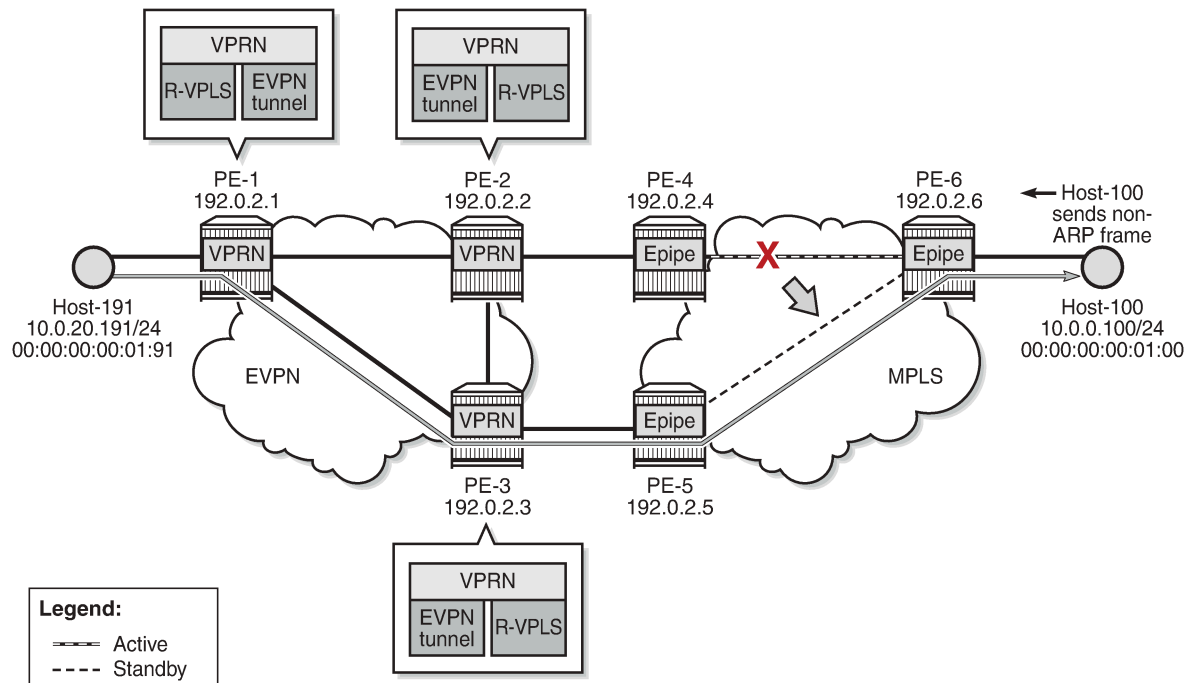 VPRN
R-VPLS
EVPN
tunnel
VPRN
EVPN
tunnel
R-VPLS
PE-1
192.0.2.1
PE-2
192.0.2.2
PE-4
192.0.2.4
PE-6
192.0.2.6
Host-100
sends non-
ARP frame
VPRN
VPRN
Epipe
X
Epipe
Host-191
10.0.20.191/24
00:00:00:00:01:91
Host-100
10.0.0.100/24
00:00:00:00:01:00
EVPN
MPLS
VPRN
Epipe
PE-3
192.0.2.3
PE-5
192.0.2.5
VPRN
EVPN
tunnel
R-VPLS
Legend:
Active
Standby